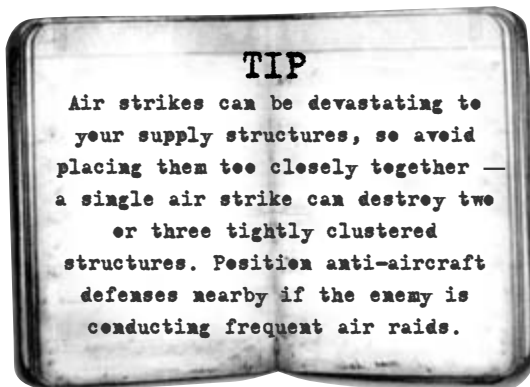 TIP
Air strikes can be devastating to
your supply structures, so avoid
placing them too closely together —
a single air strike can destroy two
or three tightly clustered
structures. Position anti-aircraft
defenses nearby if the enemy is
conducting frequent air raids.